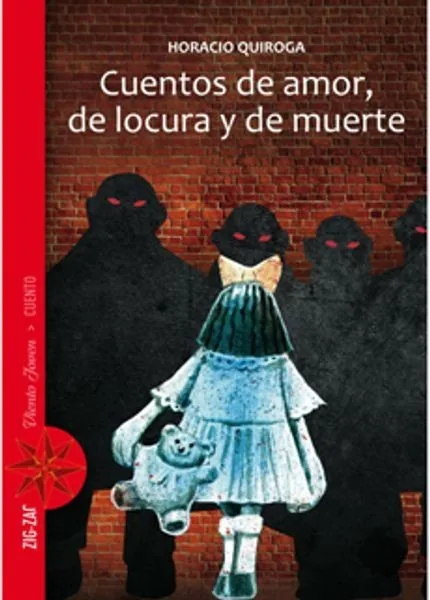 HORACIO QUIROGA
Cuentos de amor,
de locura y de muerte
Viento Joven > CUENTO
ZIG-ZAG